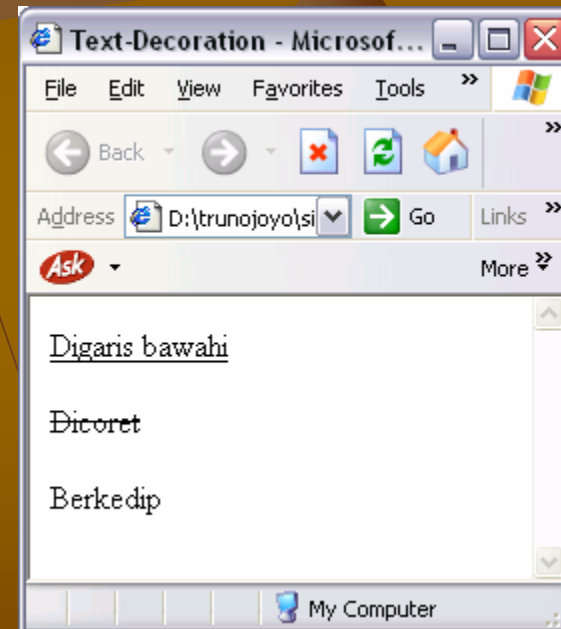 Text-Decoration - Microsof...
File Edit View Favorites Tools »
Back »
Address D:\trunojoyo\si Go Links »
Ask More »
Digaris bawahi
Dicoret
Berkedip
My Computer